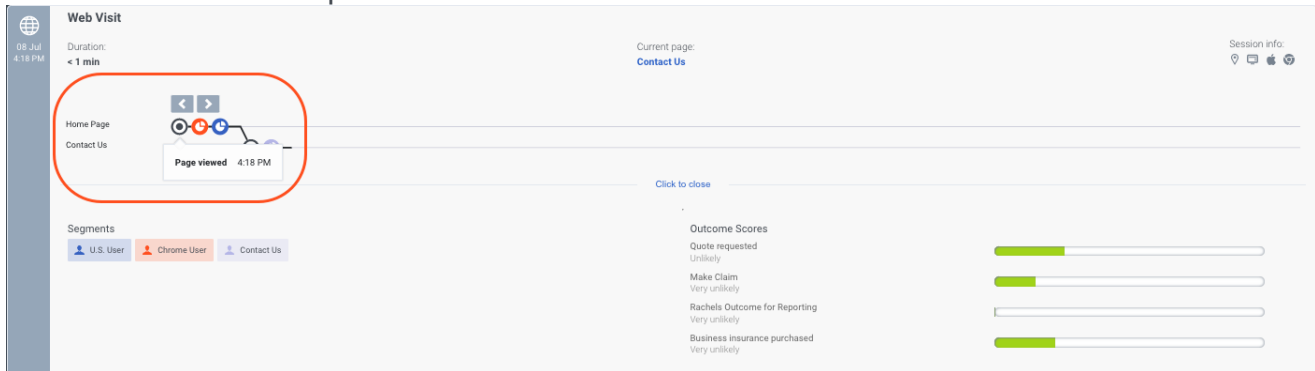 Web Visit
08 Jul
4:18 PM
Duration:
< 1 min
Current page:
Contact Us
Session info:
Home Page
Contact Us
Page viewed 4:18 PM
Click to close
Segments
U.S. User
Chrome User
Contact Us
Outcome Scores
Quote requested
Unlikely
Make Claim
Very unlikely
Rachels Outcome for Reporting
Very unlikely
Business insurance purchased
Very unlikely